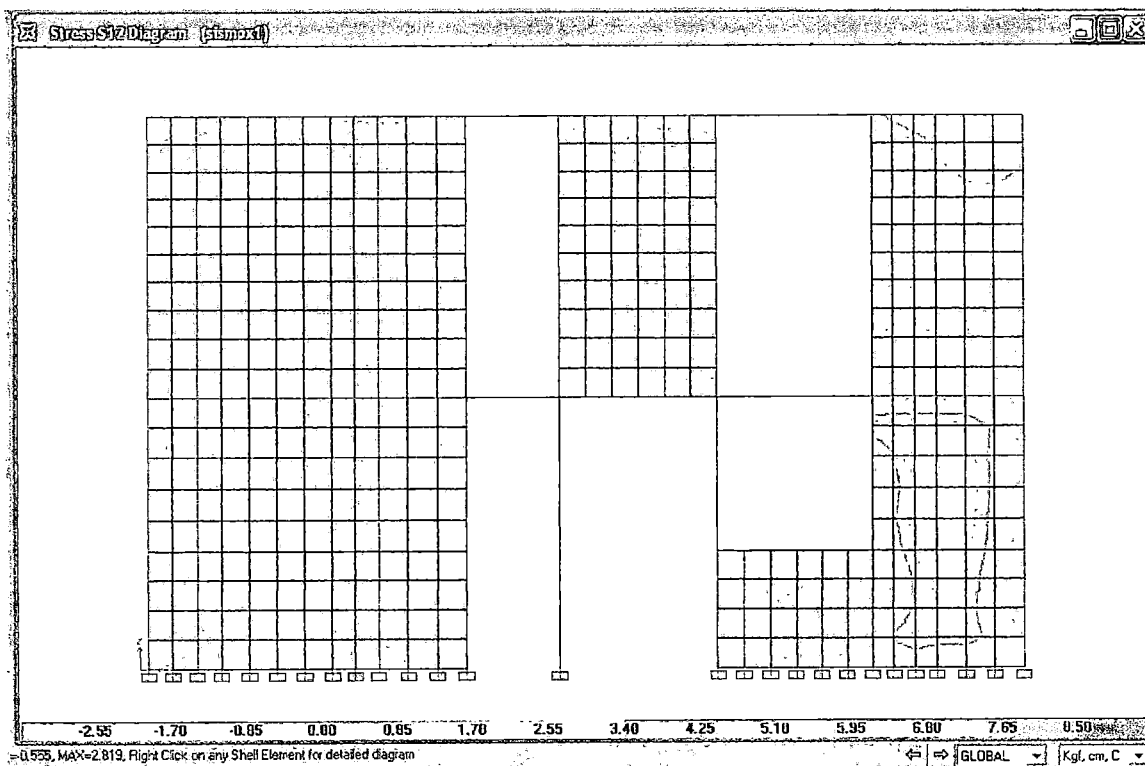 Stress S12 Diagram (sismox1)
-2.55 -1.70 -0.85 0.00 0.85 1.70 2.55 3.40 4.25 5.10 5.95 6.80 7.65 8.50
MAX=2.819, Right Click on any Shell Element for detailed diagram GLOBAL Kgf, cm, C